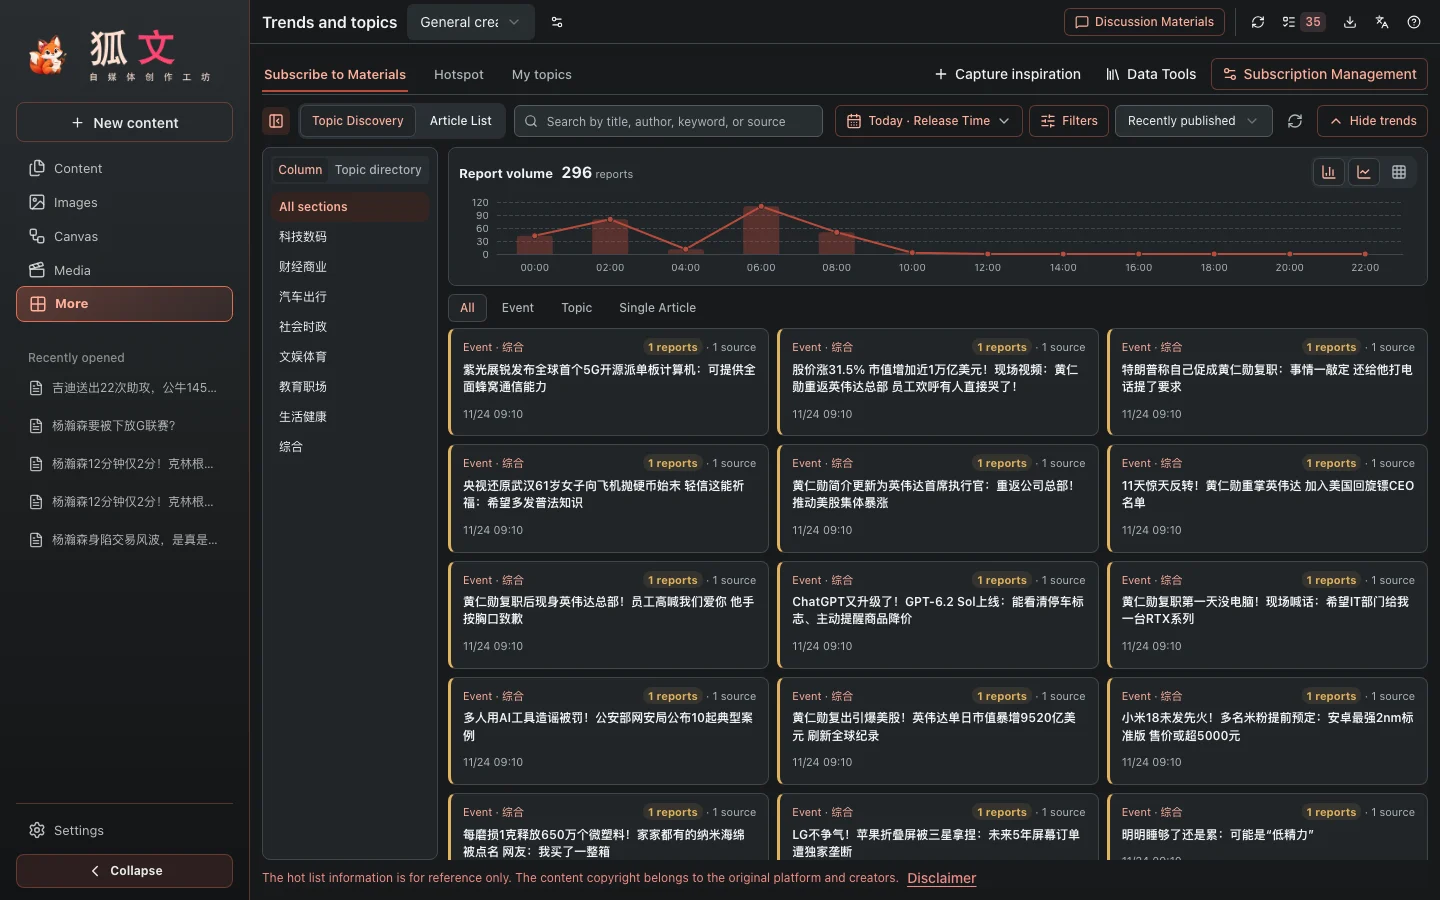 狐文
自媒体创作工坊
New content
Content
Images
Canvas
Media
More
Recently opened
吉迪送出22次助攻，公牛145...
杨瀚森要被下放G联赛?
杨瀚森12分钟仅2分！克林根...
杨瀚森12分钟仅2分！克林根...
杨瀚森身陷交易风波，是真是...
Settings
Collapse
Trends and topics
General crea
Discussion Materials
35
Subscribe to Materials
Hotspot
My topics
Capture inspiration
Data Tools
Subscription Management
Topic Discovery
Article List
Search by title, author, keyword, or source
Today · Release Time
Filters
Recently published
Hide trends
Column
Topic directory
All sections
科技数码
财经商业
汽车出行
社会时政
文娱体育
教育职场
生活健康
综合
Report volume 296 reports
120
90
60
30
0
00:00 02:00 04:00 06:00 08:00 10:00 12:00 14:00 16:00 18:00 20:00 22:00
All
Event
Topic
Single Article
Event · 综合 1 reports · 1 source
紫光展锐发布全球首个5G开源派单板计算机：可提供全
面蜂窝通信能力
11/24 09:10
Event · 综合 1 reports · 1 source
股价涨31.5% 市值增加近1万亿美元！现场视频：黄仁
勋重返英伟达总部 员工欢呼有人直接哭了！
11/24 09:10
Event · 综合 1 reports · 1 source
特朗普称自己促成黄仁勋复职：事情一敲定 还给他打电
话提了要求
11/24 09:10
Event · 综合 1 reports · 1 source
央视还原武汉61岁女子向飞机抛硬币始末 轻信这能祈
福：希望多发普法知识
11/24 09:10
Event · 综合 1 reports · 1 source
黄仁勋简介更新为英伟达首席执行官：重返公司总部！
推动美股集体暴涨
11/24 09:10
Event · 综合 1 reports · 1 source
11天惊天反转！黄仁勋重掌英伟达 加入美国回旋镖CEO
名单
11/24 09:10
Event · 综合 1 reports · 1 source
黄仁勋复职后现身英伟达总部！员工高喊我们爱你 他手
按胸口致歉
11/24 09:10
Event · 综合 1 reports · 1 source
ChatGPT又升级了！GPT-6.2 Sol上线：能看清停车标
志、主动提醒商品降价
11/24 09:10
Event · 综合 1 reports · 1 source
黄仁勋复职第一天没电脑！现场喊话：希望IT部门给我
一台RTX系列
11/24 09:10
Event · 综合 1 reports · 1 source
多人用AI工具造谣被罚！公安部网安局公布10起典型案
例
11/24 09:10
Event · 综合 1 reports · 1 source
黄仁勋复出引爆美股！英伟达单日市值暴增9520亿美
元 刷新全球纪录
11/24 09:10
Event · 综合 1 reports · 1 source
小米18未发先火！多名米粉提前预定：安卓最强2nm标
准版 售价或超5000元
11/24 09:10
Event · 综合 1 reports · 1 source
每磨损1克释放650万个微塑料！家家都有的纳米海绵
被点名 网友：我买了一整箱
Event · 综合 1 reports · 1 source
LG不争气！苹果折叠屏被三星拿捏：未来5年屏幕订单
遭独家垄断
Event · 综合 1 reports · 1 source
明明睡够了还是累：可能是“低精力”
The hot list information is for reference only. The content copyright belongs to the original platform and creators. Disclaimer